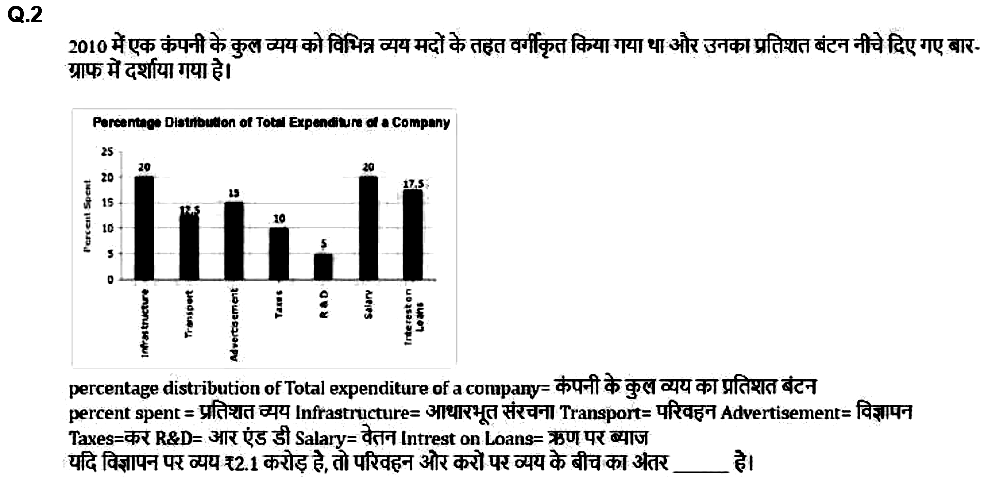 Q.2
2010 में एक कंपनी के कुल व्यय को विभिन्न व्यय मदों के तहत वर्गीकृत किया गया था और उनका प्रतिशत बंटन नीचे दिए गए बार-
ग्राफ में दर्शाया गया है।
Percentage Distribution of Total Expenditure of a Company
Percent Spent
25
20
15
10
5
0
20
12.5
15
10
5
20
17.5
Infrastructure
Transport
Advertisement
Taxes
R & D
Salary
Interest on
Loans
percentage distribution of Total expenditure of a company= कंपनी के कुल व्यय का प्रतिशत बंटन
percent spent = प्रतिशत व्यय Infrastructure= आधारभूत संरचना Transport= परिवहन Advertisement= विज्ञापन
Taxes=कर R&D= आर एंड डी Salary= वेतन Intrest on Loans= ऋण पर ब्याज
यदि विज्ञापन पर व्यय ₹2.1 करोड़ है, तो परिवहन और करों पर व्यय के बीच का अंतर ______ है।